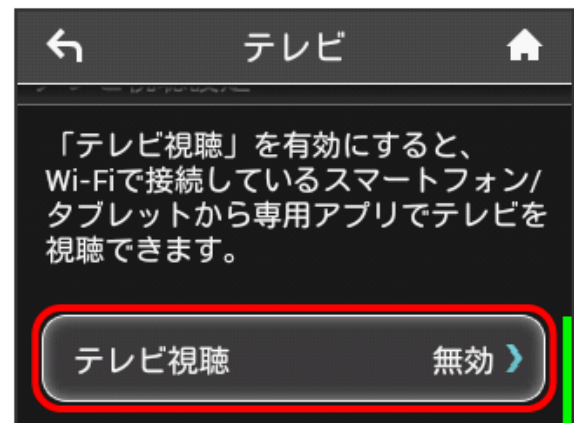 テレビ
「テレビ視聴」を有効にすると、
Wi-Fiで接続しているスマートフォン/
タブレットから専用アプリでテレビを
視聴できます。
テレビ視聴 無効